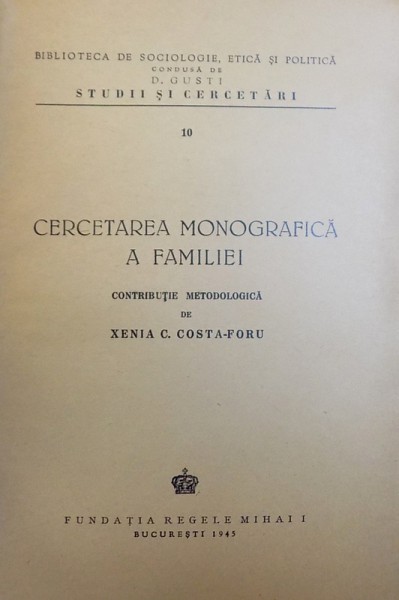 BIBLIOTECA DE SOCIOLOGIE, ETICĂ ȘI POLITICĂ
CONDUSĂ DE
D. GUSTI
STUDII ȘI CERCETĂRI
10
CERCETAREA MONOGRAFICĂ
A FAMILIEI
CONTRIBUȚIE METODOLOGICĂ
DE
XENIA C. COSTA-FORU
FUNDAȚIA REGELE MIHAI I
BUCUREȘTI 1945